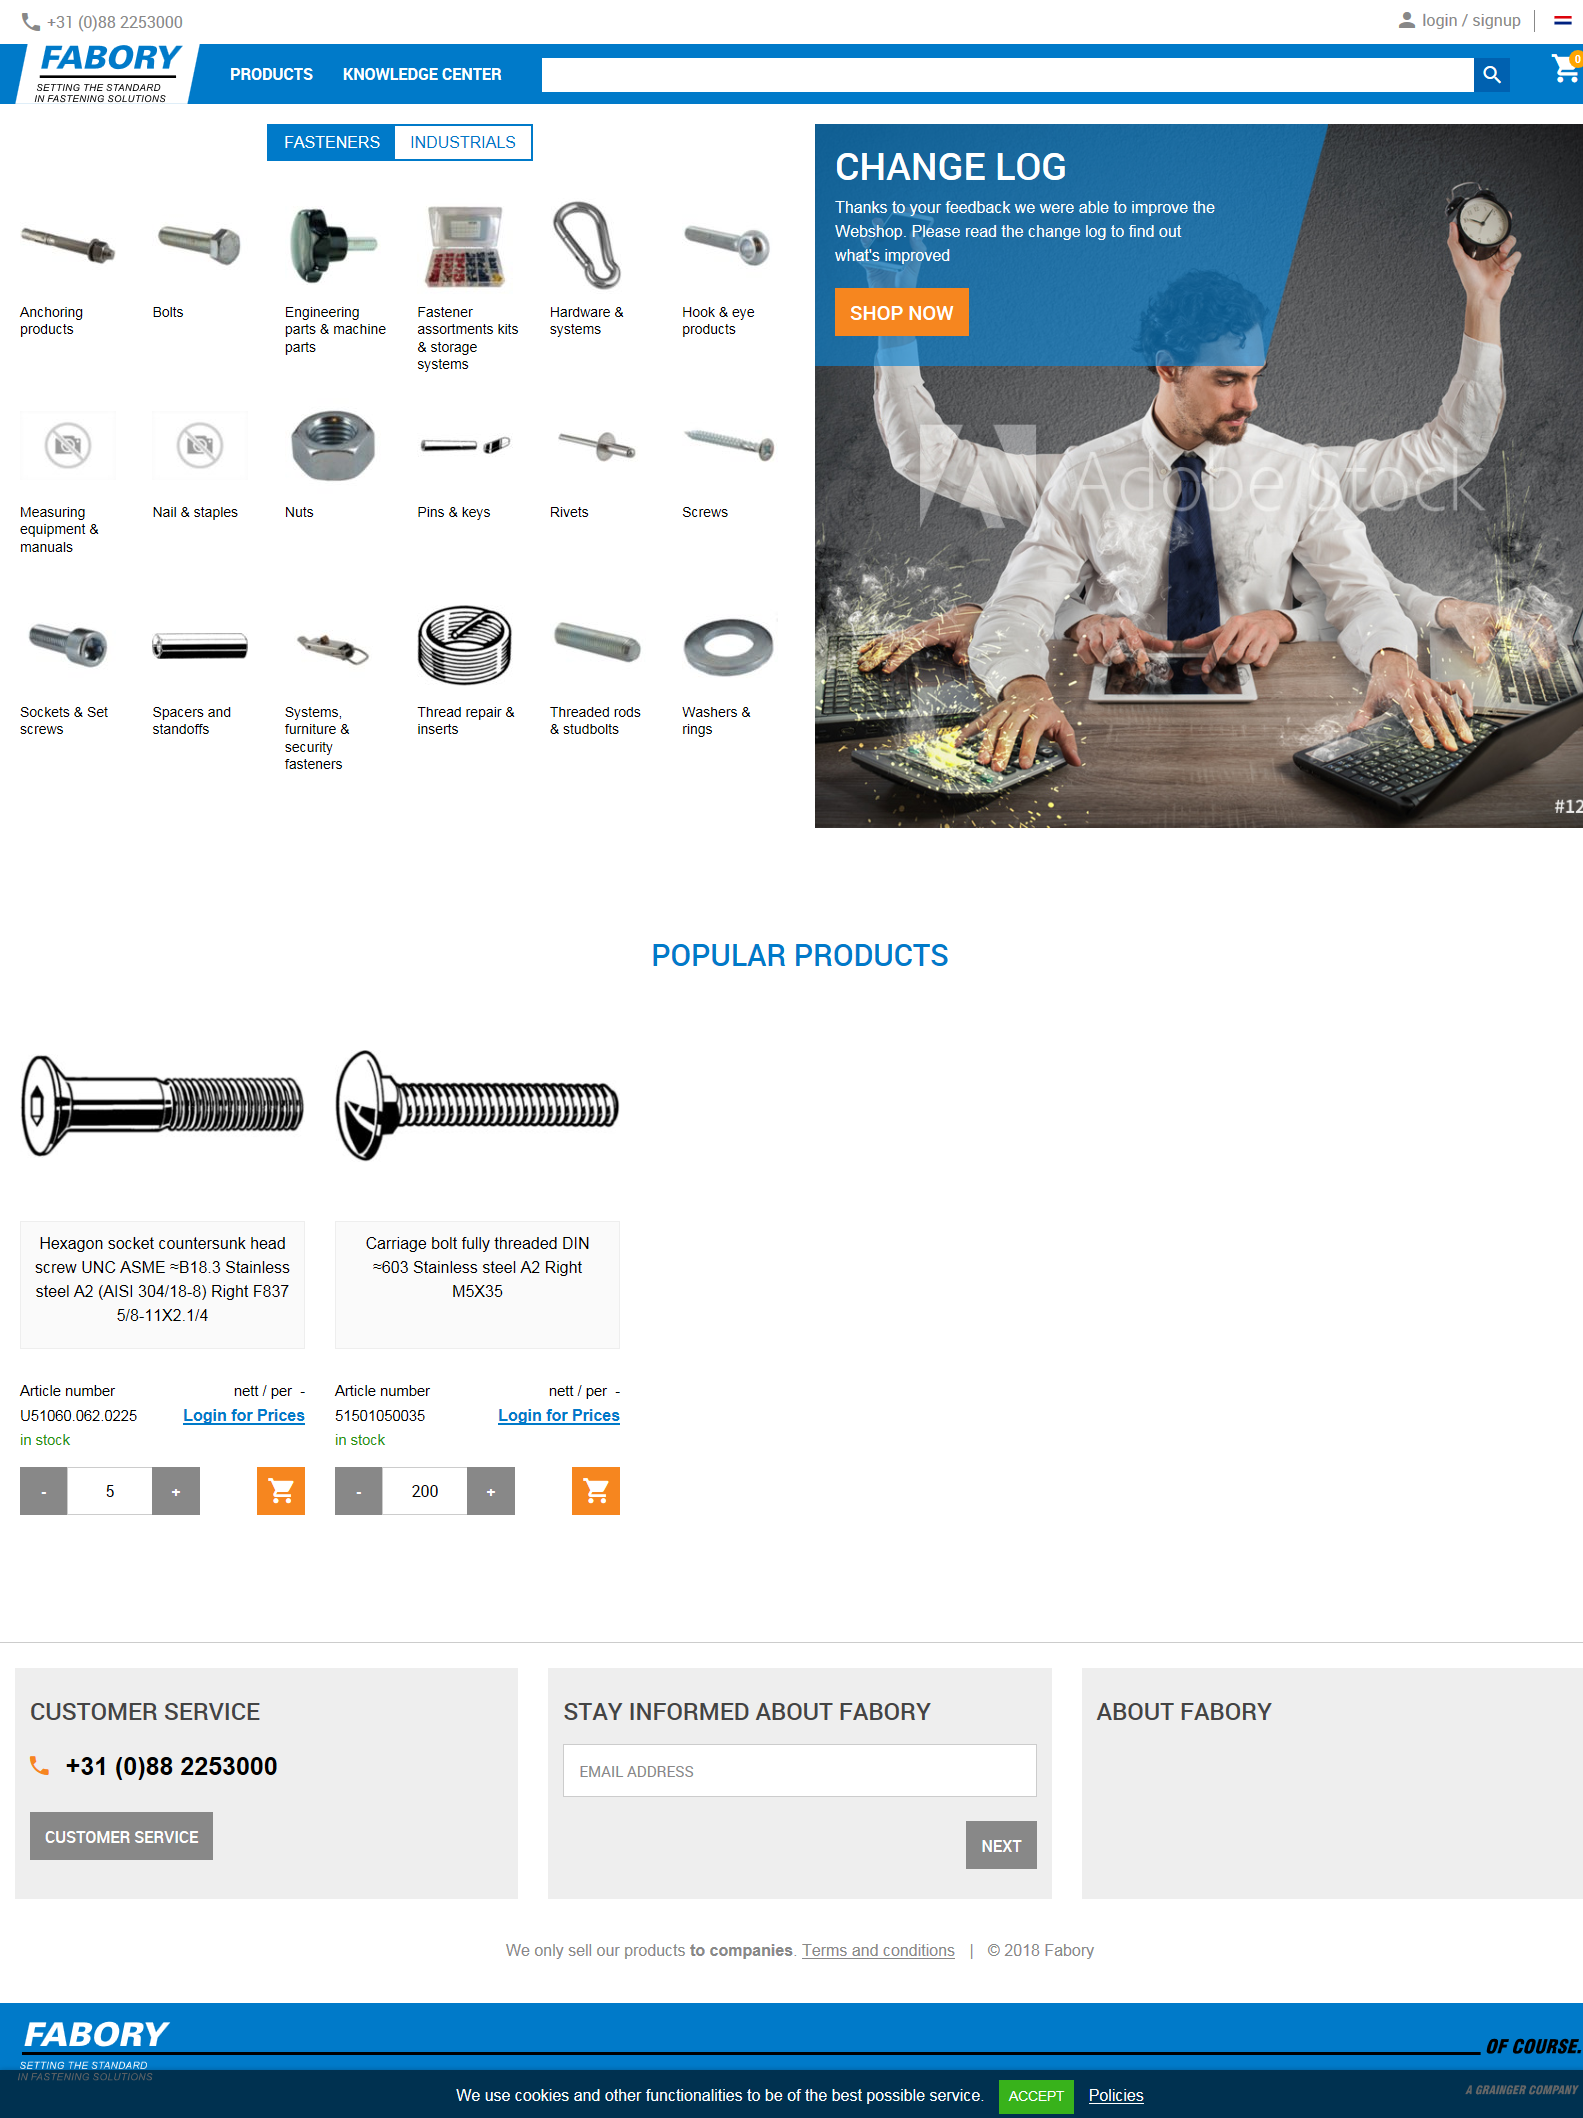 +31 (0)88 2253000
login / signup
FABORY
SETTING THE STANDARD
IN FASTENING SOLUTIONS
PRODUCTS
KNOWLEDGE CENTER
0
FASTENERS
INDUSTRIALS
Anchoring
products
Bolts
Engineering
parts & machine
parts
Fastener
assortments kits
& storage
systems
Hardware &
systems
Hook & eye
products
Measuring
equipment &
manuals
Nail & staples
Nuts
Pins & keys
Rivets
Screws
Sockets & Set
screws
Spacers and
standoffs
Systems,
furniture &
security
fasteners
Thread repair &
inserts
Threaded rods
& studbolts
Washers &
rings
CHANGE LOG
Thanks to your feedback we were able to improve the
Webshop. Please read the change log to find out
what's improved
SHOP NOW
Adobe Stock
#12
POPULAR PRODUCTS
Hexagon socket countersunk head
screw UNC ASME ≈B18.3 Stainless
steel A2 (AISI 304/18-8) Right F837
5/8-11X2.1/4
Article number
nett / per -
U51060.062.0225
Login for Prices
in stock
- 5 +
Carriage bolt fully threaded DIN
≈603 Stainless steel A2 Right
M5X35
Article number
nett / per -
51501050035
Login for Prices
in stock
- 200 +
CUSTOMER SERVICE
+31 (0)88 2253000
CUSTOMER SERVICE
STAY INFORMED ABOUT FABORY
EMAIL ADDRESS
NEXT
ABOUT FABORY
We only sell our products to companies. Terms and conditions | © 2018 Fabory
FABORY
SETTING THE STANDARD
IN FASTENING SOLUTIONS
OF COURSE.
A GRAINGER COMPANY
We use cookies and other functionalities to be of the best possible service. ACCEPT Policies